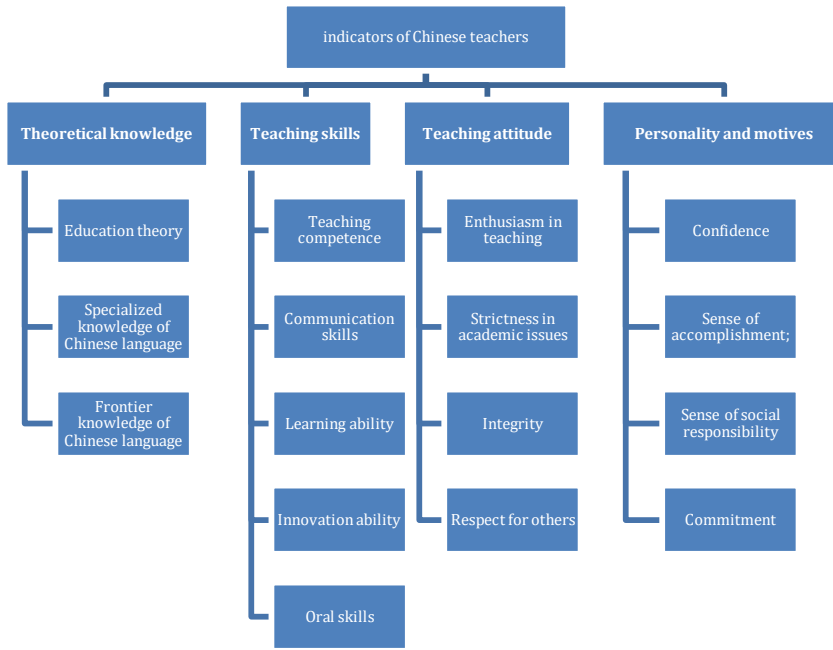 indicators of Chinese teachers
Theoretical knowledge
Education theory
Specialized
knowledge of
Chinese language
Frontier
knowledge of
Chinese language
Teaching skills
Teaching
competence
Communication
skills
Learning ability
Innovation ability
Oral skills
Teaching attitude
Enthusiasm in
teaching
Strictness in
academic issues
Integrity
Respect for others
Personality and motives
Confidence
Sense of
accomplishment;
Sense of social
responsibility
Commitment